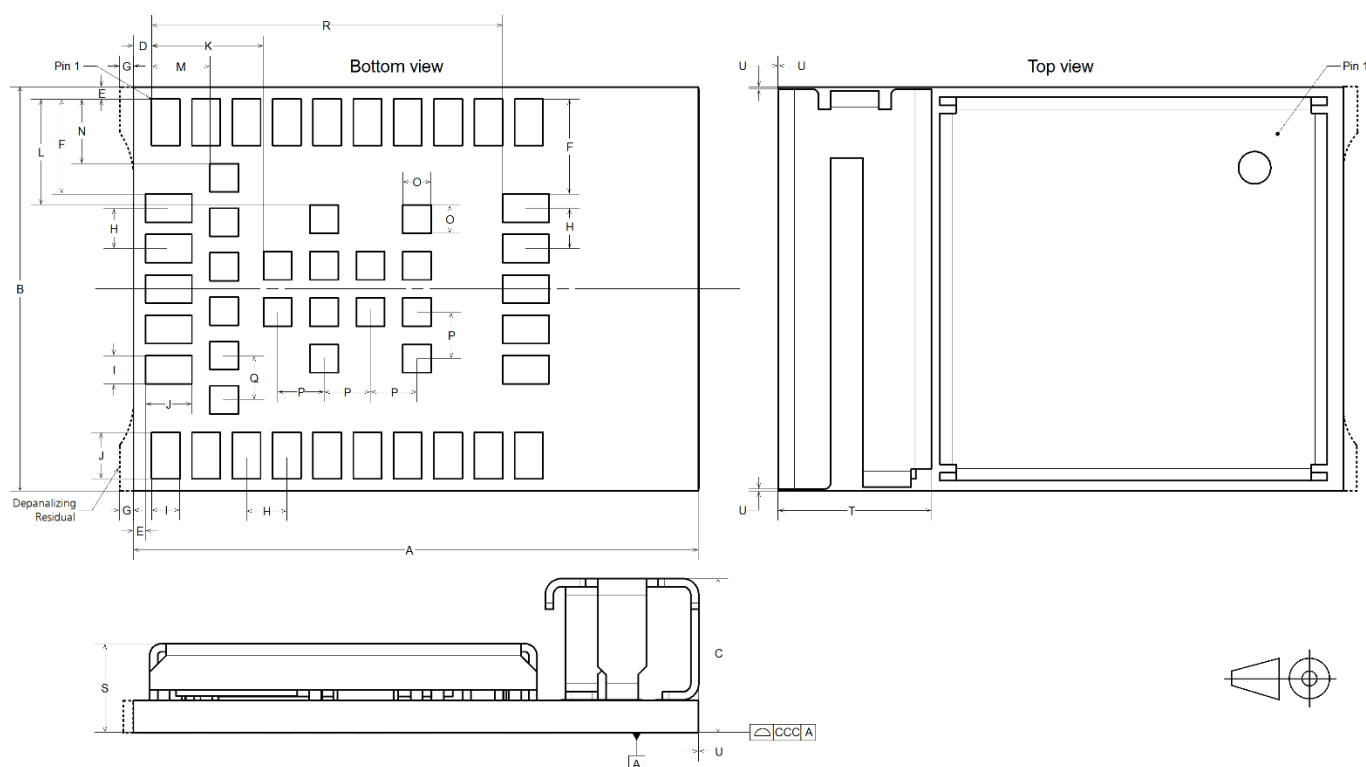 R
D
K
G
M
Pin 1
Bottom view
E
N
L
F
F
O
O
H
H
B
P
I
Q
P
P
P
J
J
Depanalizing
Residual
G
I
H
E
A
U
U
Top view
Pin 1
U
T
S
C
CCC
A
U
A